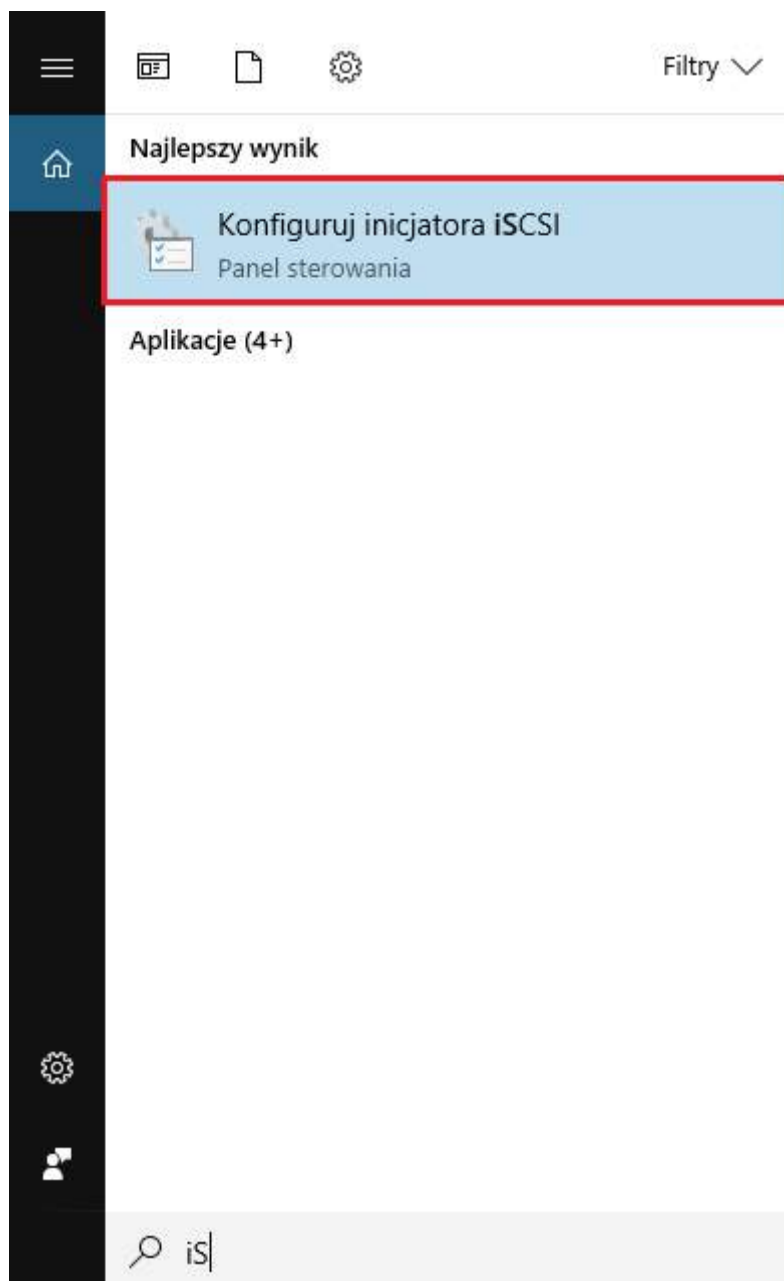 Filtry
Najlepszy wynik
Konfiguruj inicjatora iSCSI
Panel sterowania
Aplikacje (4+)
iS